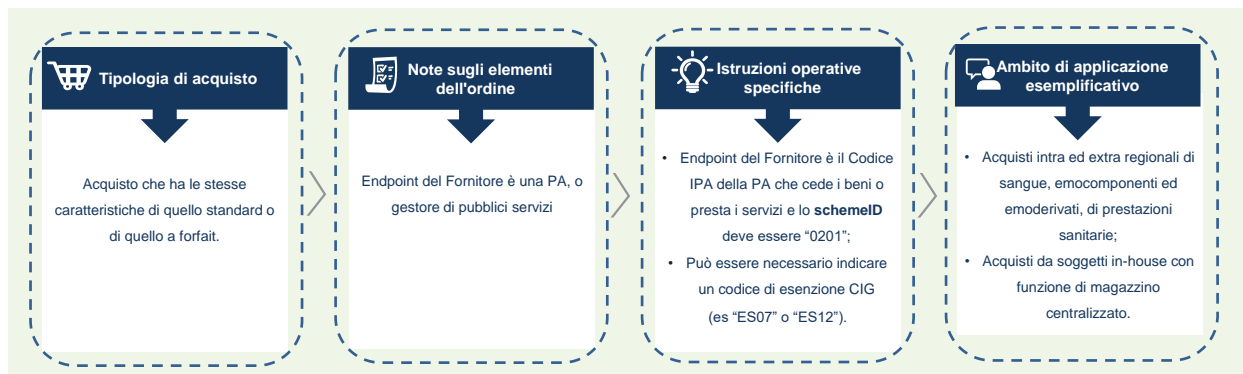 Tipologia di acquisto
Acquisto che ha le stesse
caratteristiche di quello standard o
di quello a forfait.
Note sugli elementi
dell'ordine
Endpoint del Fornitore è una PA, o
gestore di pubblici servizi
Istruzioni operative
specifiche
• Endpoint del Fornitore è il Codice
IPA della PA che cede i beni o
presta i servizi e lo schemeID
deve essere “0201”;
• Può essere necessario indicare
un codice di esenzione CIG
(es “ES07” o “ES12”).
Ambito di applicazione
esemplificativo
• Acquisti intra ed extra regionali di
sangue, emocomponenti ed
emoderivati, di prestazioni
sanitarie;
• Acquisti da soggetti in-house con
funzione di magazzino
centralizzato.